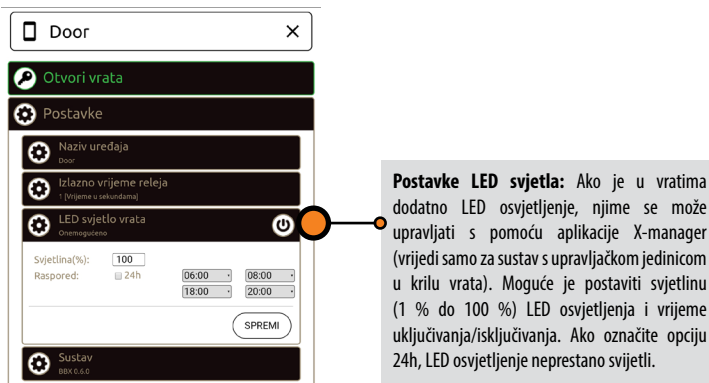 Door
Otvori vrata
Postavke
Naziv uređaja
Door
Izlazno vrijeme releja
1 [Vrijeme u sekundama]
LED svjetlo vrata
Onemogućeno
Svjetlina(%): 100
Raspored: 24h 06:00 08:00
18:00 20:00
SPREMI
Sustav
BBX 0.6.0
Postavke LED svjetla: Ako je u vratima
dodatno LED osvjetljenje, njime se može
upravljati s pomoću aplikacije X-manager
(vrijedi samo za sustav s upravljačkom jedinicom
u krilu vrata). Moguće je postaviti svjetlinu
(1 % do 100 %) LED osvjetljenja i vrijeme
uključivanja/isključivanja. Ako označite opciju
24h, LED osvjetljenje neprestano svijetli.